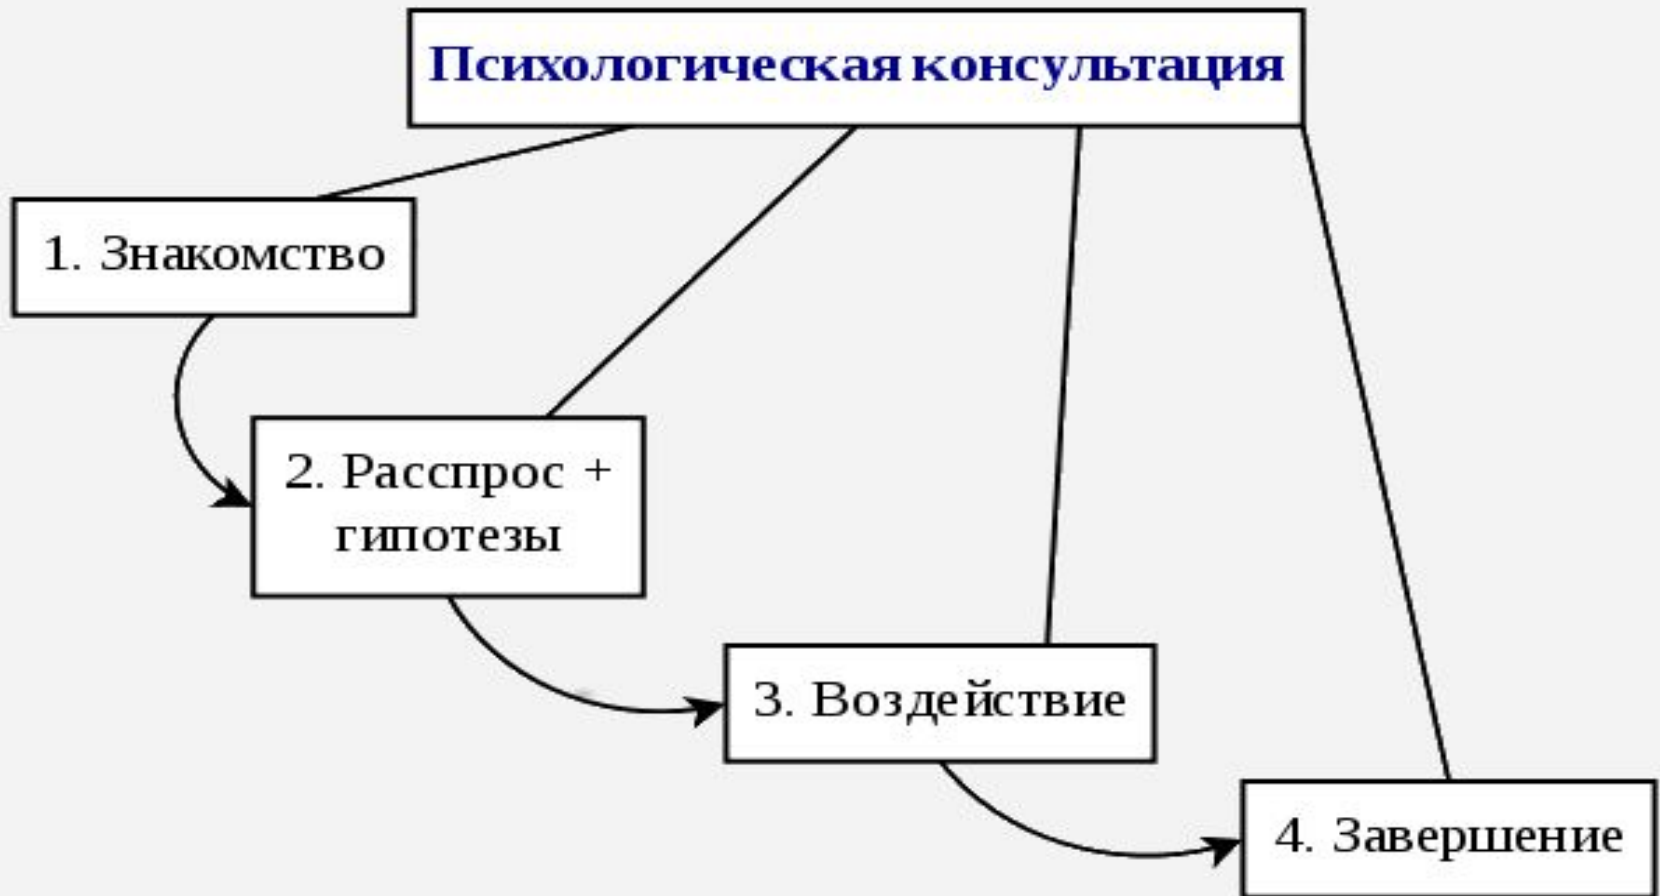 Психологическая консультация
1. Знакомство
2. Расспрос +
гипотезы
3. Воздействие
4. Завершение